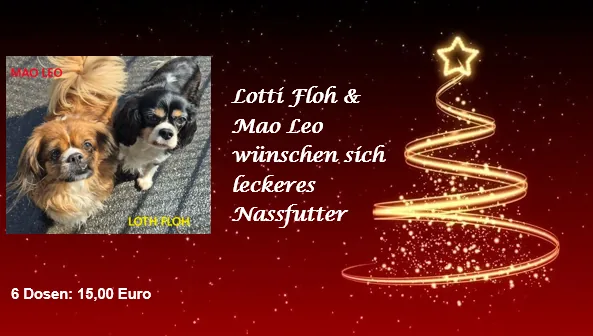 MAO LEO
LOTTI FLOH
Lotti Floh &
Mao Leo
wünschen sich
leckeres
Nassfutter
6 Dosen: 15,00 Euro